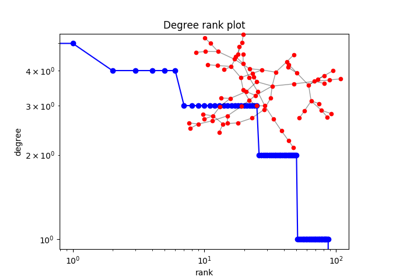 Degree rank plot
degree
4 × 10⁰
3 × 10⁰
2 × 10⁰
10⁰
10⁰ 10¹ 10²
rank